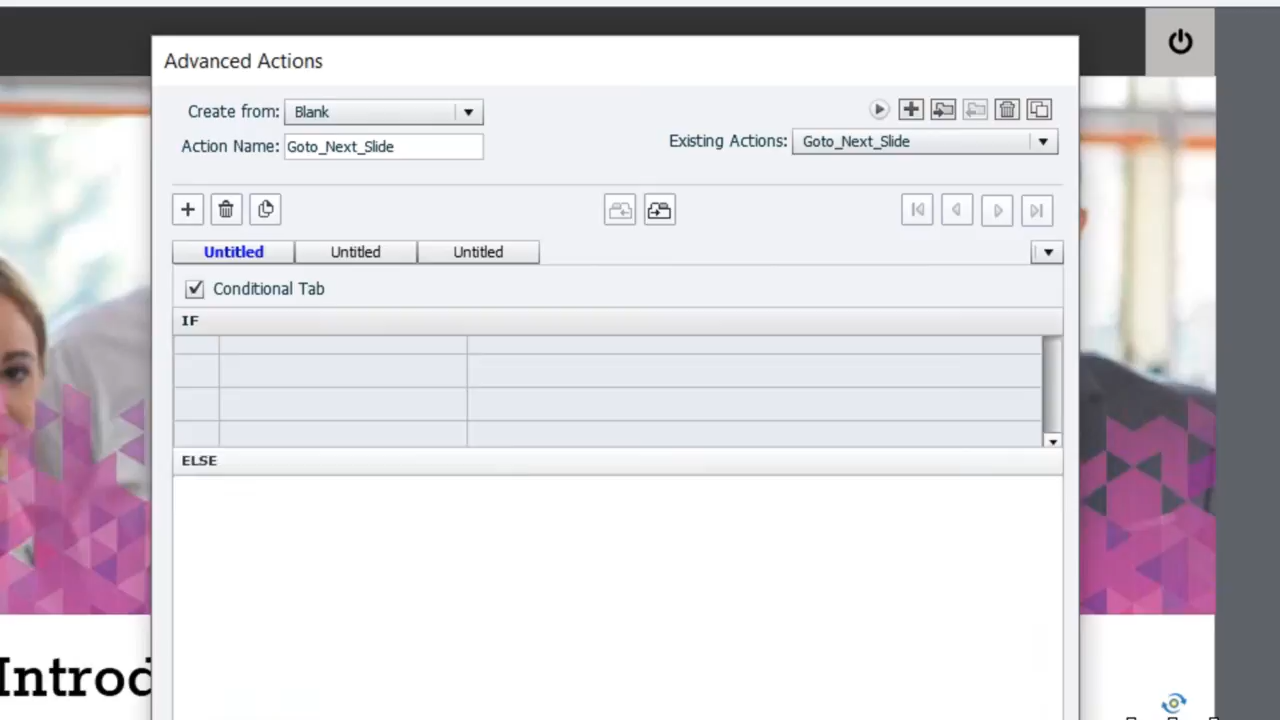 Advanced Actions
Create from: Blank
Action Name: Goto_Next_Slide
Existing Actions: Goto_Next_Slide
Untitled Untitled Untitled
Conditional Tab
IF
ELSE
Introd